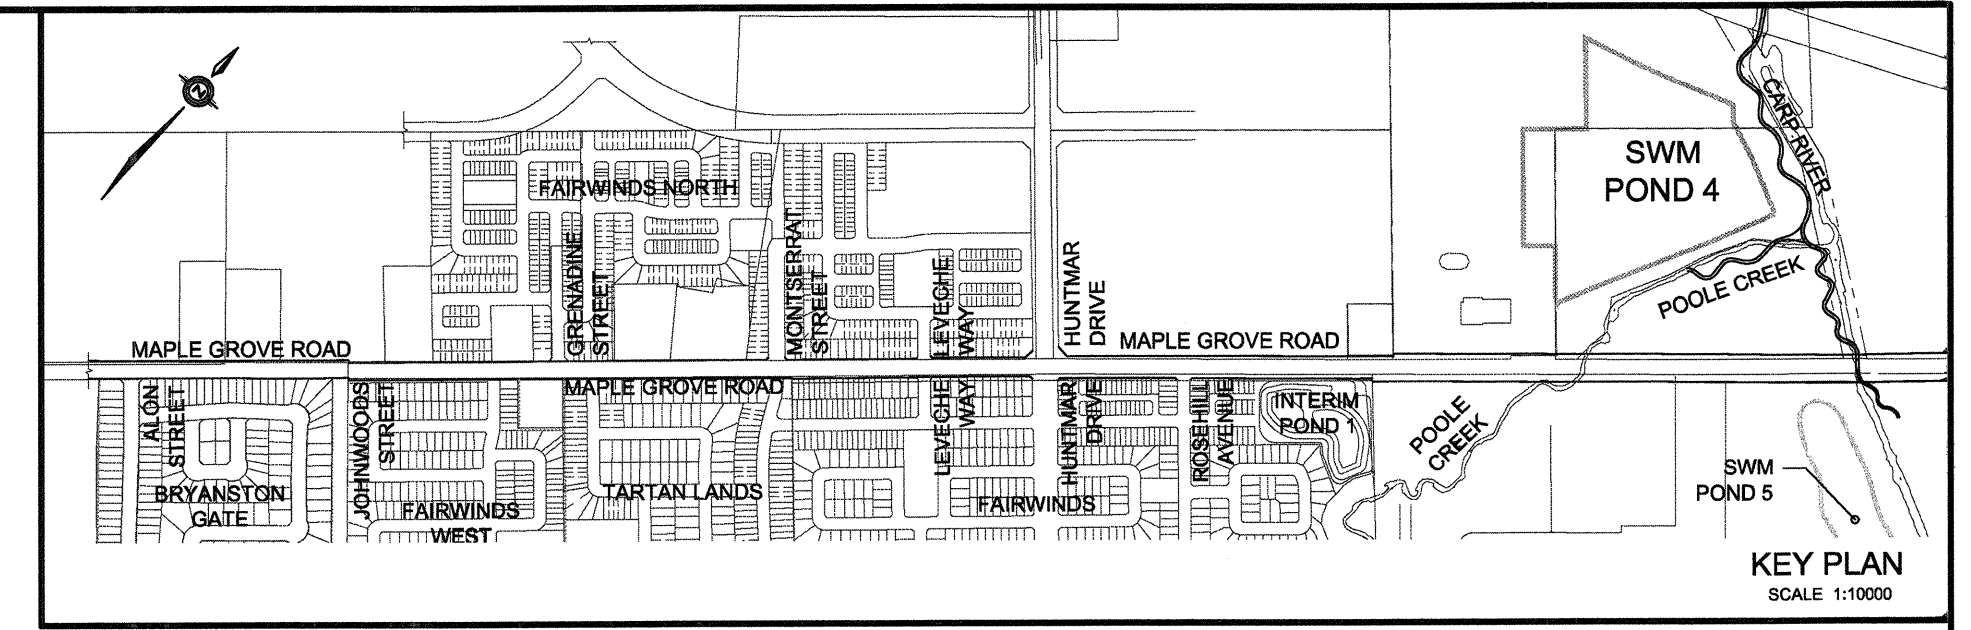 N
CARP RIVER
SWM
POND 4
FAIRWINDS NORTH
GRENADINE
STREET
MONTSERRAT
STREET
LEVECHE
WAY
HUNTMAR
DRIVE
POOLE CREEK
MAPLE GROVE ROAD
MAPLE GROVE ROAD
MAPLE GROVE ROAD
ALON
STREET
JOHNWOODS
STREET
LEVECHE
WAY
HUNTMAR
DRIVE
ROSEHILL
AVENUE
INTERIM
POND 1
POOLE
CREEK
SWM
POND 5
BRYANSTON
GATE
FAIRWINDS
WEST
TARTAN LANDS
FAIRWINDS
KEY PLAN
SCALE 1:10000